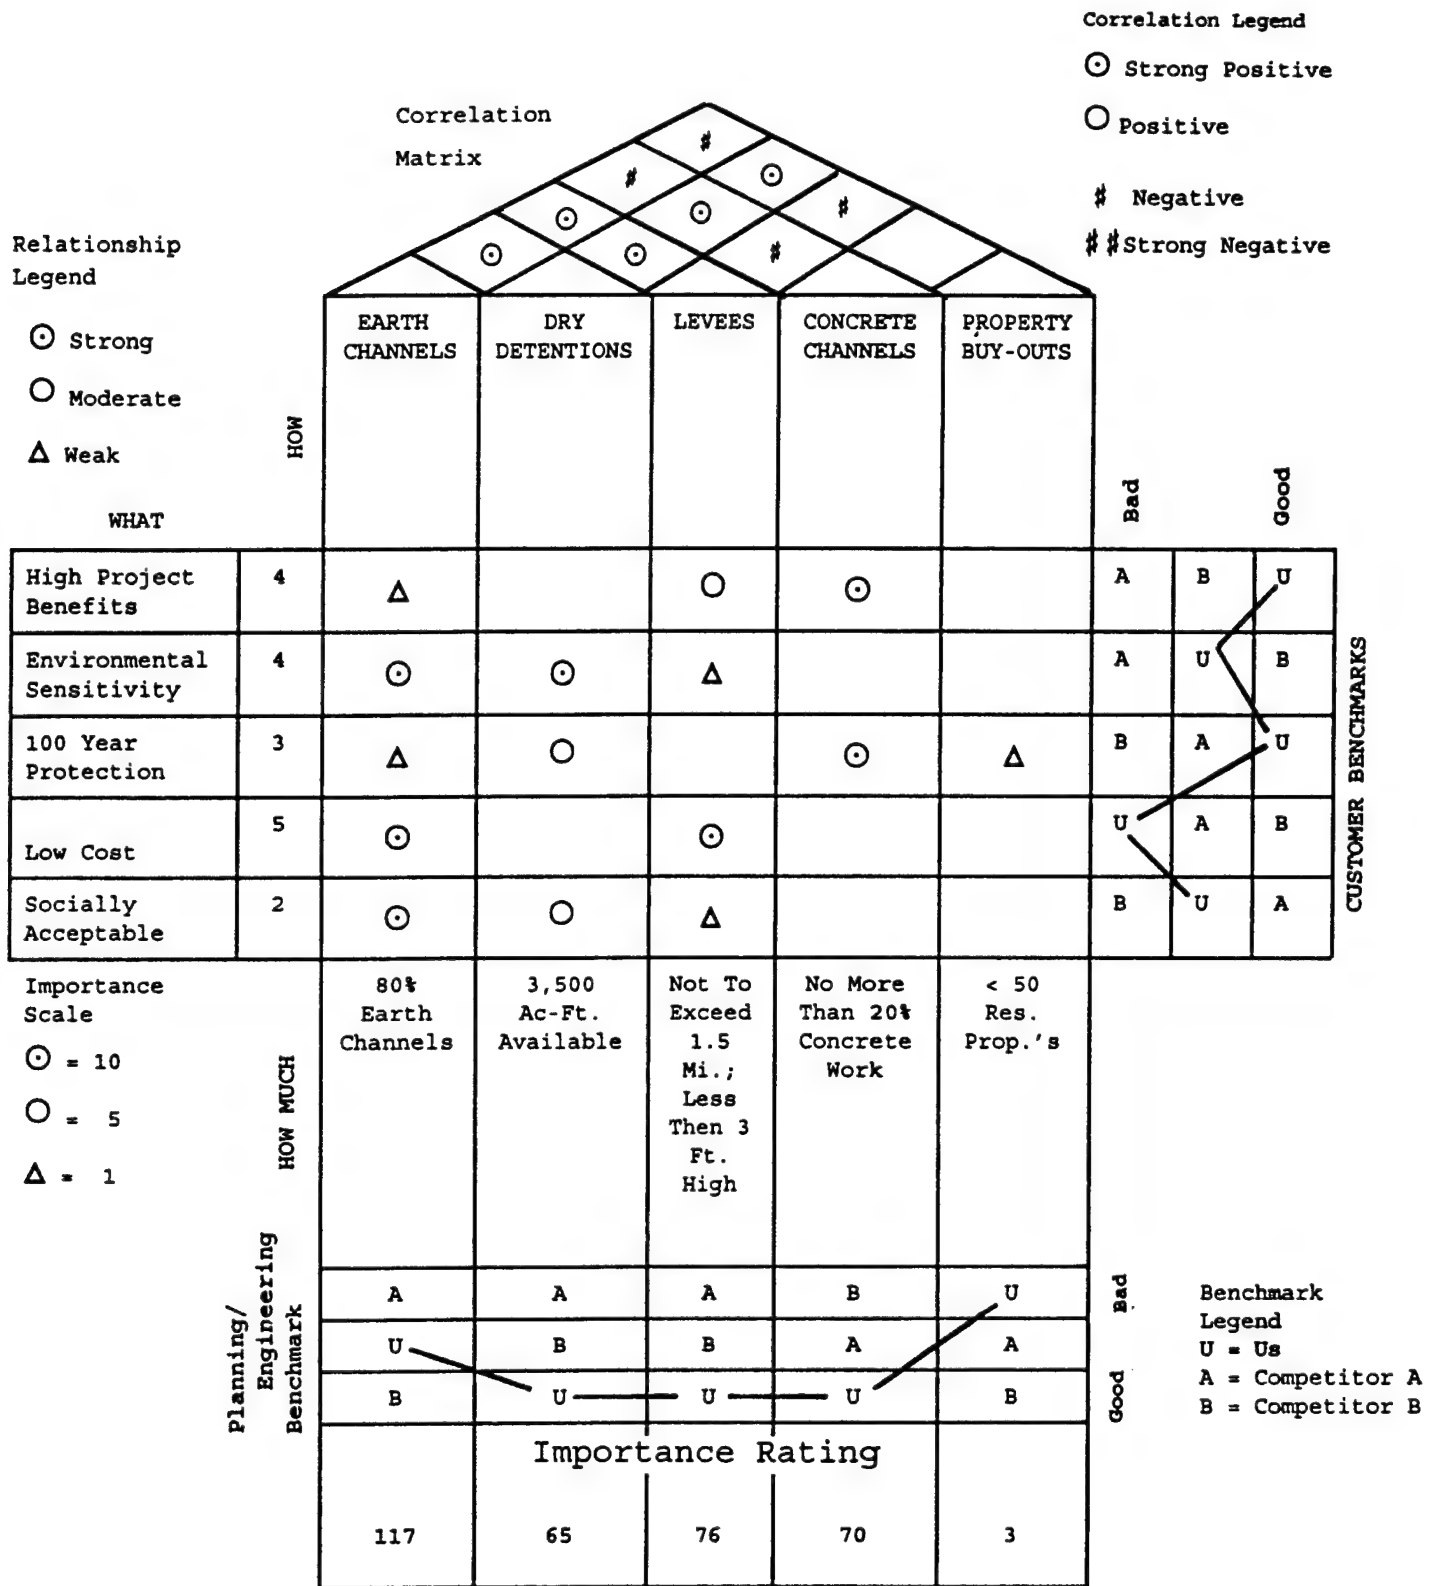 Correlation Legend
⊙ Strong Positive
○ Positive
# Negative
## Strong Negative
Correlation
Matrix
#
# ⊙
⊙ ⊙ #
⊙ ⊙ #
Relationship
Legend
⊙ Strong
○ Moderate
Δ Weak
HOW
WHAT
EARTH
CHANNELS
DRY
DETENTIONS
LEVEES
CONCRETE
CHANNELS
PROPERTY
BUY-OUTS
Bad
Good
High Project
Benefits
4 Δ ○ ⊙ A B U
Environmental
Sensitivity
4 ⊙ ⊙ Δ A U B
100 Year
Protection
3 Δ ○ ⊙ Δ B A U
Low Cost
5 ⊙ ⊙ U A B
Socially
Acceptable
2 ⊙ ○ Δ B U A
CUSTOMER BENCHMARKS
Importance
Scale
⊙ = 10
○ = 5
Δ = 1
HOW MUCH
80%
Earth
Channels
3,500
Ac-Ft.
Available
Not To
Exceed
1.5
Mi.;
Less
Then 3
Ft.
High
No More
Than 20%
Concrete
Work
< 50
Res.
Prop.'s
Planning/
Engineering
Benchmark
A A A B U
U B B A A
B U U U B
Bad
Good
Benchmark
Legend
U = Us
A = Competitor A
B = Competitor B
Importance Rating
117 65 76 70 3